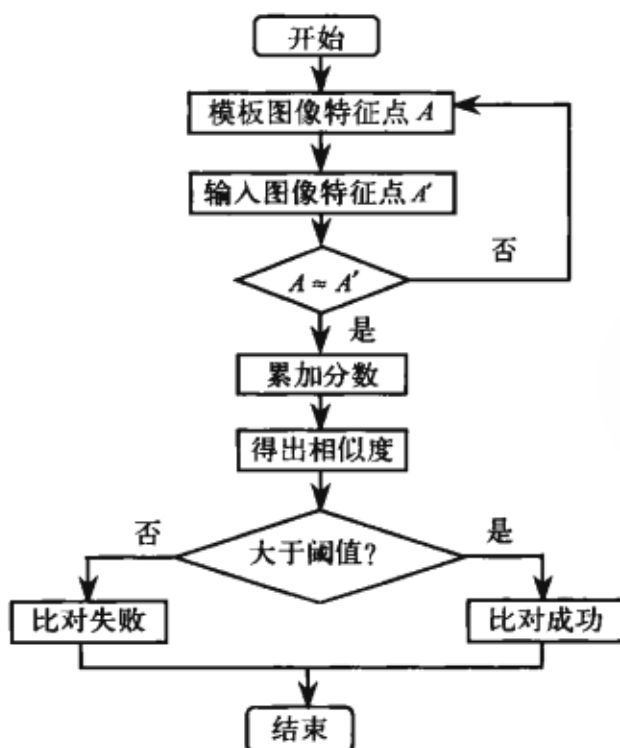 开始
模板图像特征点 A
输入图像特征点 A′
A ≈ A′
否
是
累加分数
得出相似度
大于阈值?
否
是
比对失败
比对成功
结束